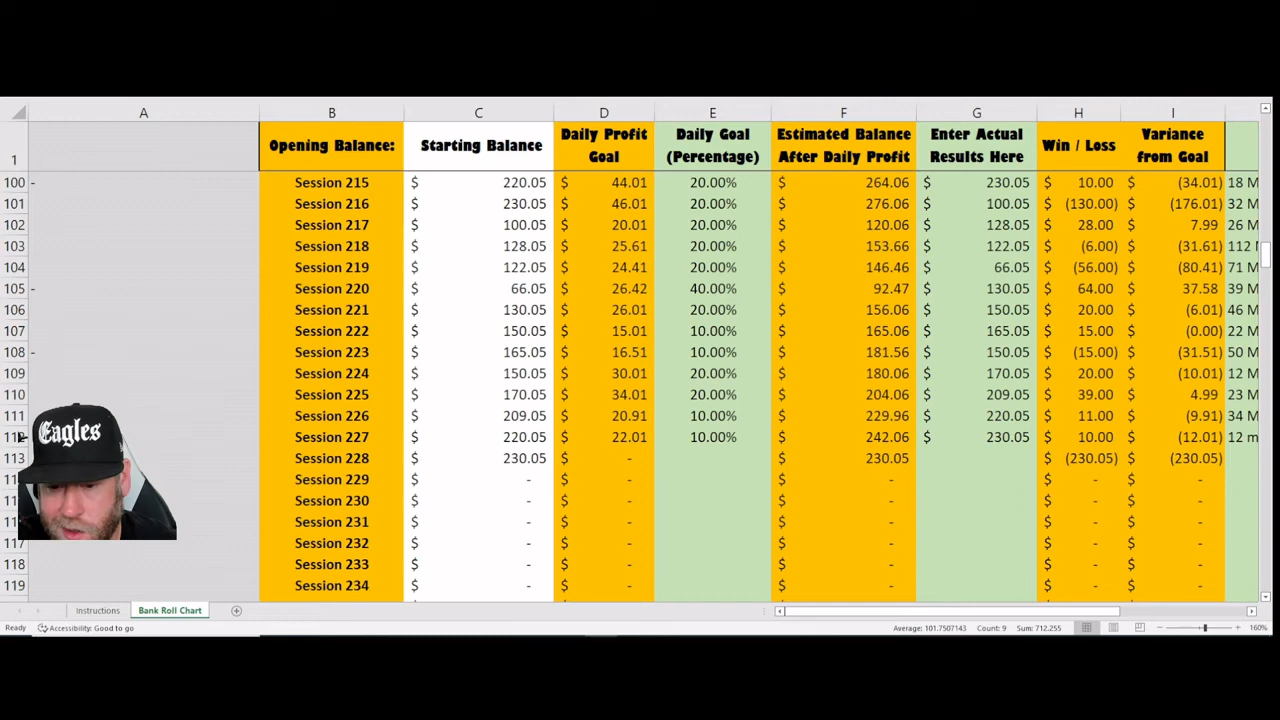 A B C D E F G H I
1 Opening Balance: Starting Balance Daily Profit Goal Daily Goal (Percentage) Estimated Balance After Daily Profit Enter Actual Results Here Win / Loss Variance from Goal
100 - Session 215 $ 220.05 $ 44.01 20.00% $ 264.06 $ 230.05 $ 10.00 $ (34.01) 18 M
101 Session 216 $ 230.05 $ 46.01 20.00% $ 276.06 $ 100.05 $ (130.00) $ (176.01) 32 M
102 Session 217 $ 100.05 $ 20.01 20.00% $ 120.06 $ 128.05 $ 28.00 $ 7.99 26 M
103 Session 218 $ 128.05 $ 25.61 20.00% $ 153.66 $ 122.05 $ (6.00) $ (31.61) 112
104 Session 219 $ 122.05 $ 24.41 20.00% $ 146.46 $ 66.05 $ (56.00) $ (80.41) 71 M
105 - Session 220 $ 66.05 $ 26.42 40.00% $ 92.47 $ 130.05 $ 64.00 $ 37.58 39 M
106 Session 221 $ 130.05 $ 26.01 20.00% $ 156.06 $ 150.05 $ 20.00 $ (6.01) 46 M
107 Session 222 $ 150.05 $ 15.01 10.00% $ 165.06 $ 165.05 $ 15.00 $ (0.00) 22 M
108 - Session 223 $ 165.05 $ 16.51 10.00% $ 181.56 $ 150.05 $ (15.00) $ (31.51) 50 M
109 Session 224 $ 150.05 $ 30.01 20.00% $ 180.06 $ 170.05 $ 20.00 $ (10.01) 12 M
110 Session 225 $ 170.05 $ 34.01 20.00% $ 204.06 $ 209.05 $ 39.00 $ 4.99 23 M
111 Session 226 $ 209.05 $ 20.91 10.00% $ 229.96 $ 220.05 $ 11.00 $ (9.91) 34 M
Session 227 $ 220.05 $ 22.01 10.00% $ 242.06 $ 230.05 $ 10.00 $ (12.01) 12 m
113 Session 228 $ 230.05 $ - $ 230.05 $ (230.05) $ (230.05)
Session 229 $ - $ - $ - $ - $ -
Session 230 $ - $ - $ - $ - $ -
Session 231 $ - $ - $ - $ - $ -
117 Session 232 $ - $ - $ - $ - $ -
118 Session 233 $ - $ - $ - $ - $ -
119 Session 234 $ - $ - $ - $ - $ -
Eagles
Instructions Bank Roll Chart
Ready Accessibility: Good to go Average: 101.7507143 Count: 9 Sum: 712.255 160%